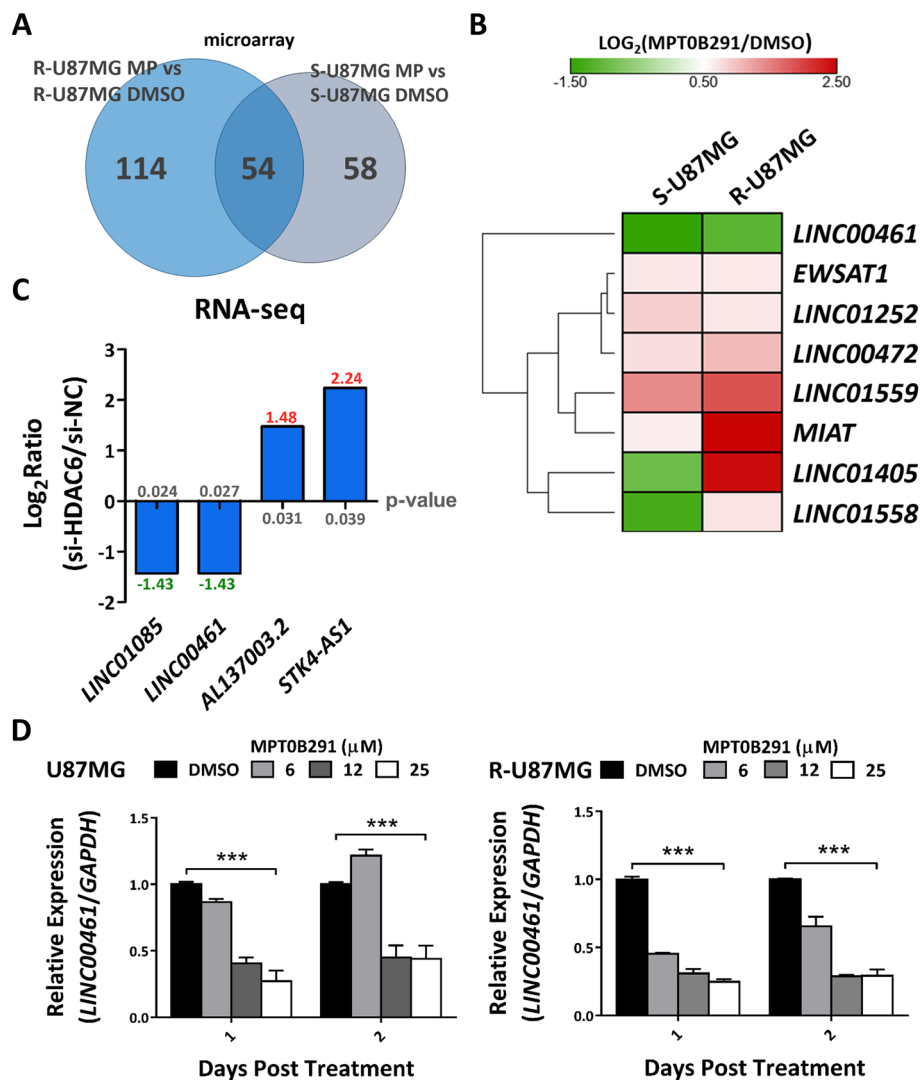 A
microarray
R-U87MG MP vs
R-U87MG DMSO
S-U87MG MP vs
S-U87MG DMSO
114
54
58
B
LOG2(MPT0B291/DMSO)
-1.50
0.50
2.50
S-U87MG
R-U87MG
LINC00461
EWSAT1
LINC01252
LINC00472
LINC01559
MIAT
LINC01405
LINC01558
C
RNA-seq
Log2Ratio
(si-HDAC6/si-NC)
3
2
1
0
-1
-2
2.24
1.48
0.024
0.027
p-value
0.031
0.039
-1.43
-1.43
LINC01085
LINC00461
AL137003.2
STK4-AS1
D
U87MG
MPT0B291 (μM)
DMSO
6
12
25
Relative Expression
(LINC00461/GAPDH)
1.5
1.0
0.5
0.0
***
***
1
2
Days Post Treatment
R-U87MG
MPT0B291 (μM)
DMSO
6
12
25
Relative Expression
(LINC00461/GAPDH)
1.5
1.0
0.5
0.0
***
***
1
2
Days Post Treatment